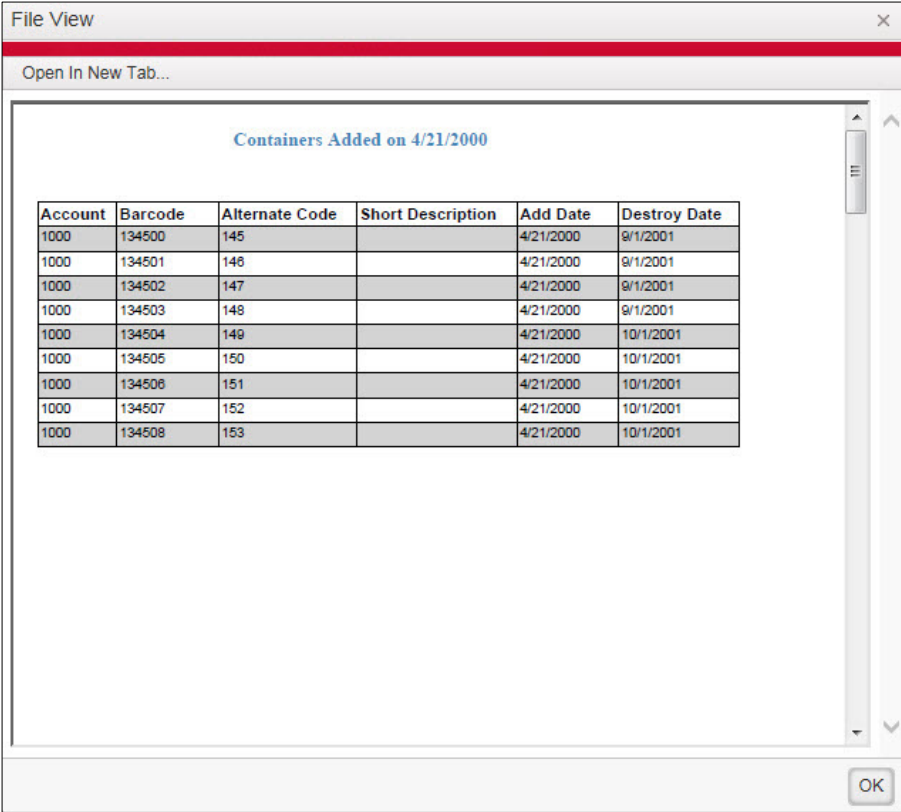 File View
Open In New Tab...
Containers Added on 4/21/2000
Account Barcode Alternate Code Short Description Add Date Destroy Date
1000 134500 145 4/21/2000 9/1/2001
1000 134501 146 4/21/2000 9/1/2001
1000 134502 147 4/21/2000 9/1/2001
1000 134503 148 4/21/2000 9/1/2001
1000 134504 149 4/21/2000 10/1/2001
1000 134505 150 4/21/2000 10/1/2001
1000 134506 151 4/21/2000 10/1/2001
1000 134507 152 4/21/2000 10/1/2001
1000 134508 153 4/21/2000 10/1/2001
OK